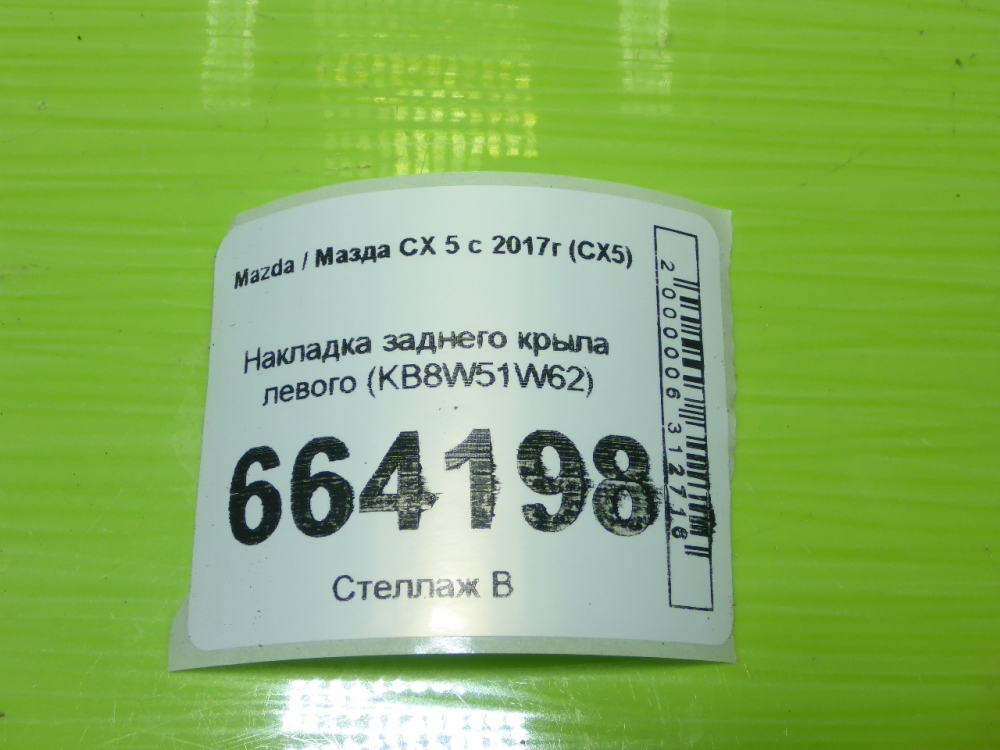 Mazda / Мазда CX 5 с 2017г (CX5)
Накладка заднего крыла
левого (KB8W51W62)
664198
Стеллаж В
2000006312716